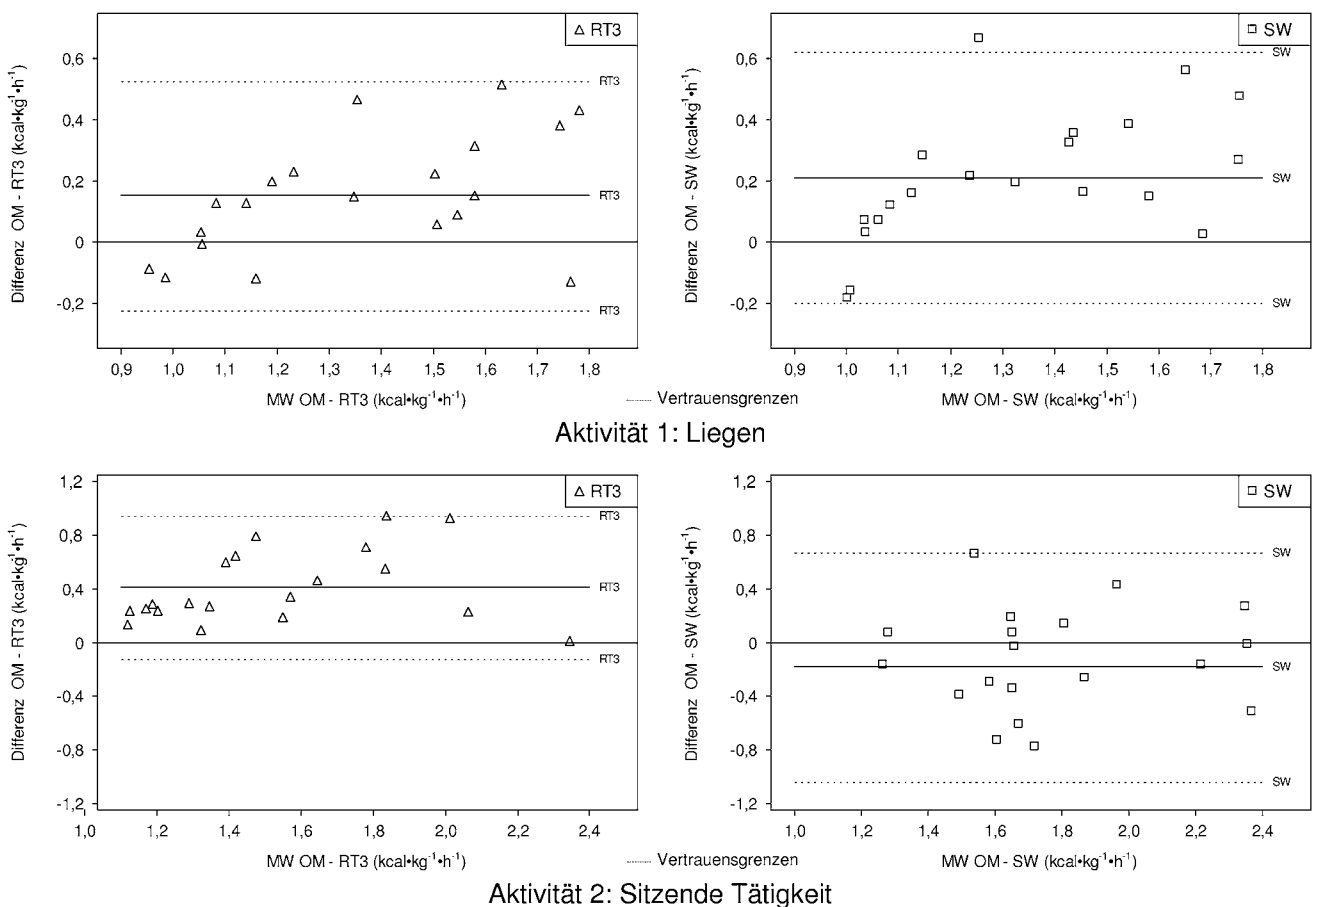 RT3
0,6
0,4
0,2
0
-0,2
RT3
RT3
RT3
0,9 1,0 1,1 1,2 1,3 1,4 1,5 1,6 1,7 1,8
Differenz OM - RT3 (kcal•kg⁻¹•h⁻¹)
MW OM - RT3 (kcal•kg⁻¹•h⁻¹)
SW
0,6
0,4
0,2
0
-0,2
SW
SW
SW
0,9 1,0 1,1 1,2 1,3 1,4 1,5 1,6 1,7 1,8
Differenz OM - SW (kcal•kg⁻¹•h⁻¹)
MW OM - SW (kcal•kg⁻¹•h⁻¹)
Vertrauensgrenzen
Aktivität 1: Liegen
RT3
1,2
0,8
0,4
0
-0,4
-0,8
-1,2
RT3
RT3
RT3
1,0 1,2 1,4 1,6 1,8 2,0 2,2 2,4
Differenz OM - RT3 (kcal•kg⁻¹•h⁻¹)
MW OM - RT3 (kcal•kg⁻¹•h⁻¹)
SW
1,2
0,8
0,4
0
-0,4
-0,8
-1,2
SW
SW
SW
1,0 1,2 1,4 1,6 1,8 2,0 2,2 2,4
Differenz OM - SW (kcal•kg⁻¹•h⁻¹)
MW OM - SW (kcal•kg⁻¹•h⁻¹)
Vertrauensgrenzen
Aktivität 2: Sitzende Tätigkeit